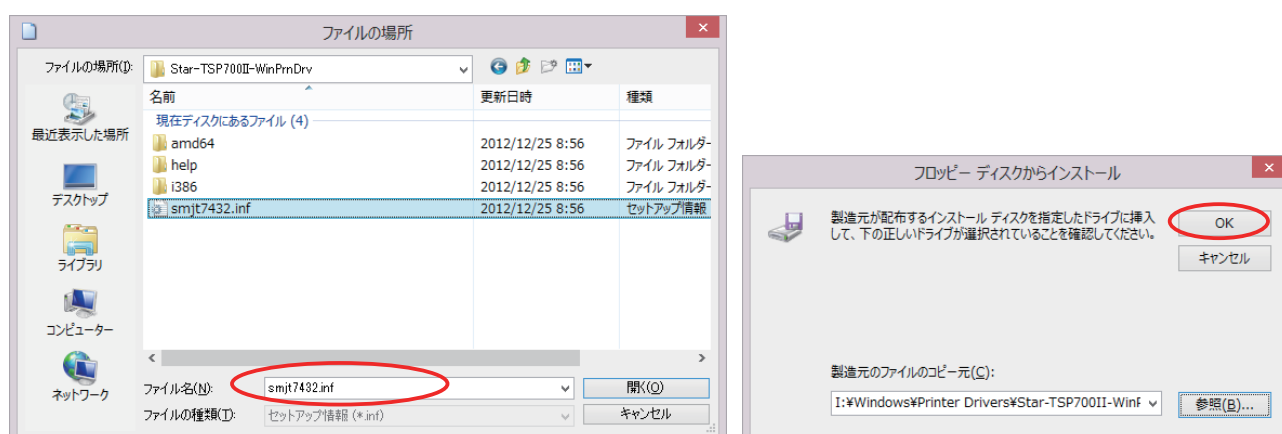 ファイルの場所
ファイルの場所(I):
Star-TSP700II-WinPrnDrv
名前
更新日時
種類
現在ディスクにあるファイル (4)
amd64
2012/12/25 8:56
ファイル フォルダー
help
2012/12/25 8:56
ファイル フォルダー
i386
2012/12/25 8:56
ファイル フォルダー
smjt7432.inf
2012/12/25 8:56
セットアップ情報
最近表示した場所
デスクトップ
ライブラリ
コンピューター
ネットワーク
ファイル名(N):
smjt7432.inf
開く(O)
ファイルの種類(T):
セットアップ情報 (*.inf)
キャンセル
フロッピー ディスクからインストール
製造元が配布するインストール ディスクを指定したドライブに挿入
して、下の正しいドライブが選択されていることを確認してください。
OK
キャンセル
製造元のファイルのコピー元(C):
I:¥Windows¥Printer Drivers¥Star-TSP700II-WinF
参照(B)...